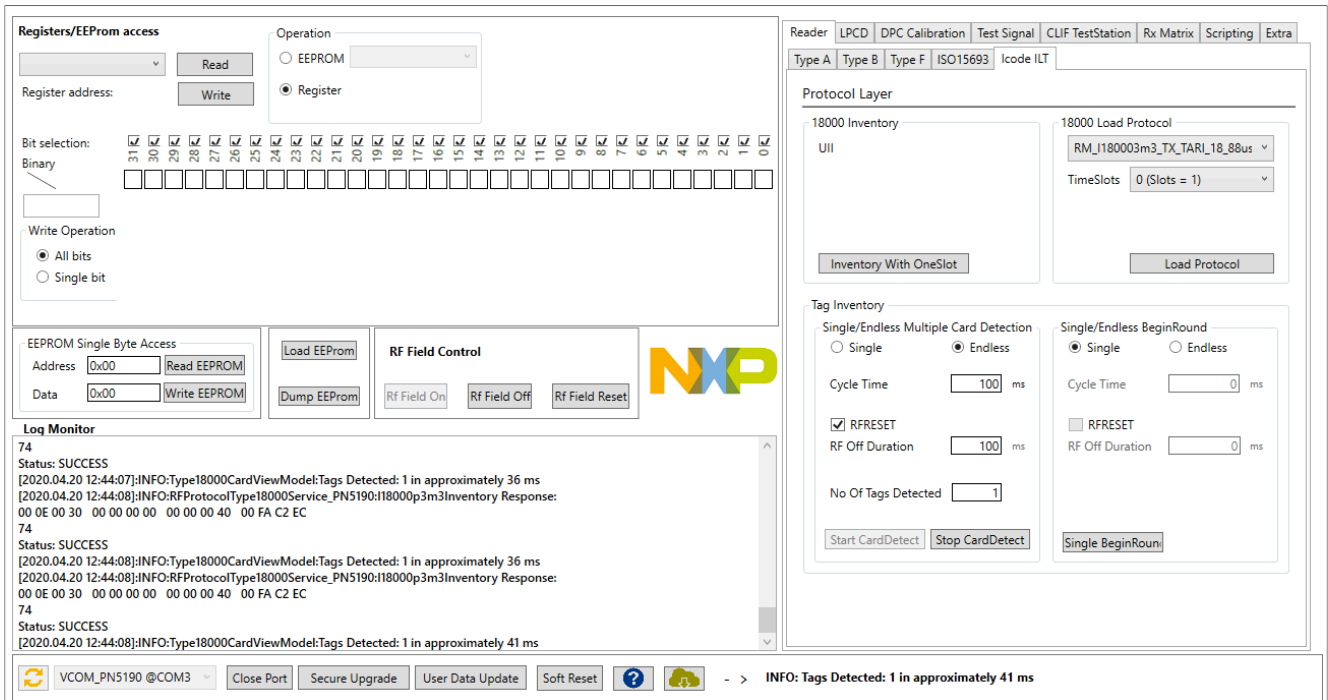 Registers/EEProm access
Read
Register address:
Write
Operation
EEPROM
Register
Bit selection:
31 30 29 28 27 26 25 24 23 22 21 20 19 18 17 16 15 14 13 12 11 10 9 8 7 6 5 4 3 2 1 0
Binary
Write Operation
All bits
Single bit
EEPROM Single Byte Access
Address 0x00 Read EEPROM
Data 0x00 Write EEPROM
Load EEProm
Dump EEProm
RF Field Control
Rf Field On Rf Field Off Rf Field Reset
NXP
Log Monitor
74
Status: SUCCESS
[2020.04.20 12:44:07]:INFO:Type18000CardViewModel:Tags Detected: 1 in approximately 36 ms
[2020.04.20 12:44:08]:INFO:RFProtocolType18000Service_PN5190:I18000p3m3Inventory Response:
00 0E 00 30 00 00 00 00 00 00 00 40 00 FA C2 EC
74
Status: SUCCESS
[2020.04.20 12:44:08]:INFO:Type18000CardViewModel:Tags Detected: 1 in approximately 36 ms
[2020.04.20 12:44:08]:INFO:RFProtocolType18000Service_PN5190:I18000p3m3Inventory Response:
00 0E 00 30 00 00 00 00 00 00 00 40 00 FA C2 EC
74
Status: SUCCESS
[2020.04.20 12:44:08]:INFO:Type18000CardViewModel:Tags Detected: 1 in approximately 41 ms
Reader LPCD DPC Calibration Test Signal CLIF TestStation Rx Matrix Scripting Extra
Type A Type B Type F ISO15693 Icode ILT
Protocol Layer
18000 Inventory
UII
Inventory With OneSlot
18000 Load Protocol
RM_I180003m3_TX_TARI_18_88us
TimeSlots 0 (Slots = 1)
Load Protocol
Tag Inventory
Single/Endless Multiple Card Detection
Single Endless
Cycle Time 100 ms
RFRESET
RF Off Duration 100 ms
No Of Tags Detected 1
Start CardDetect Stop CardDetect
Single/Endless BeginRound
Single Endless
Cycle Time 0 ms
RFRESET
RF Off Duration 0 ms
Single BeginRoun
VCOM_PN5190 @COM3 Close Port Secure Upgrade User Data Update Soft Reset ? - > INFO: Tags Detected: 1 in approximately 41 ms